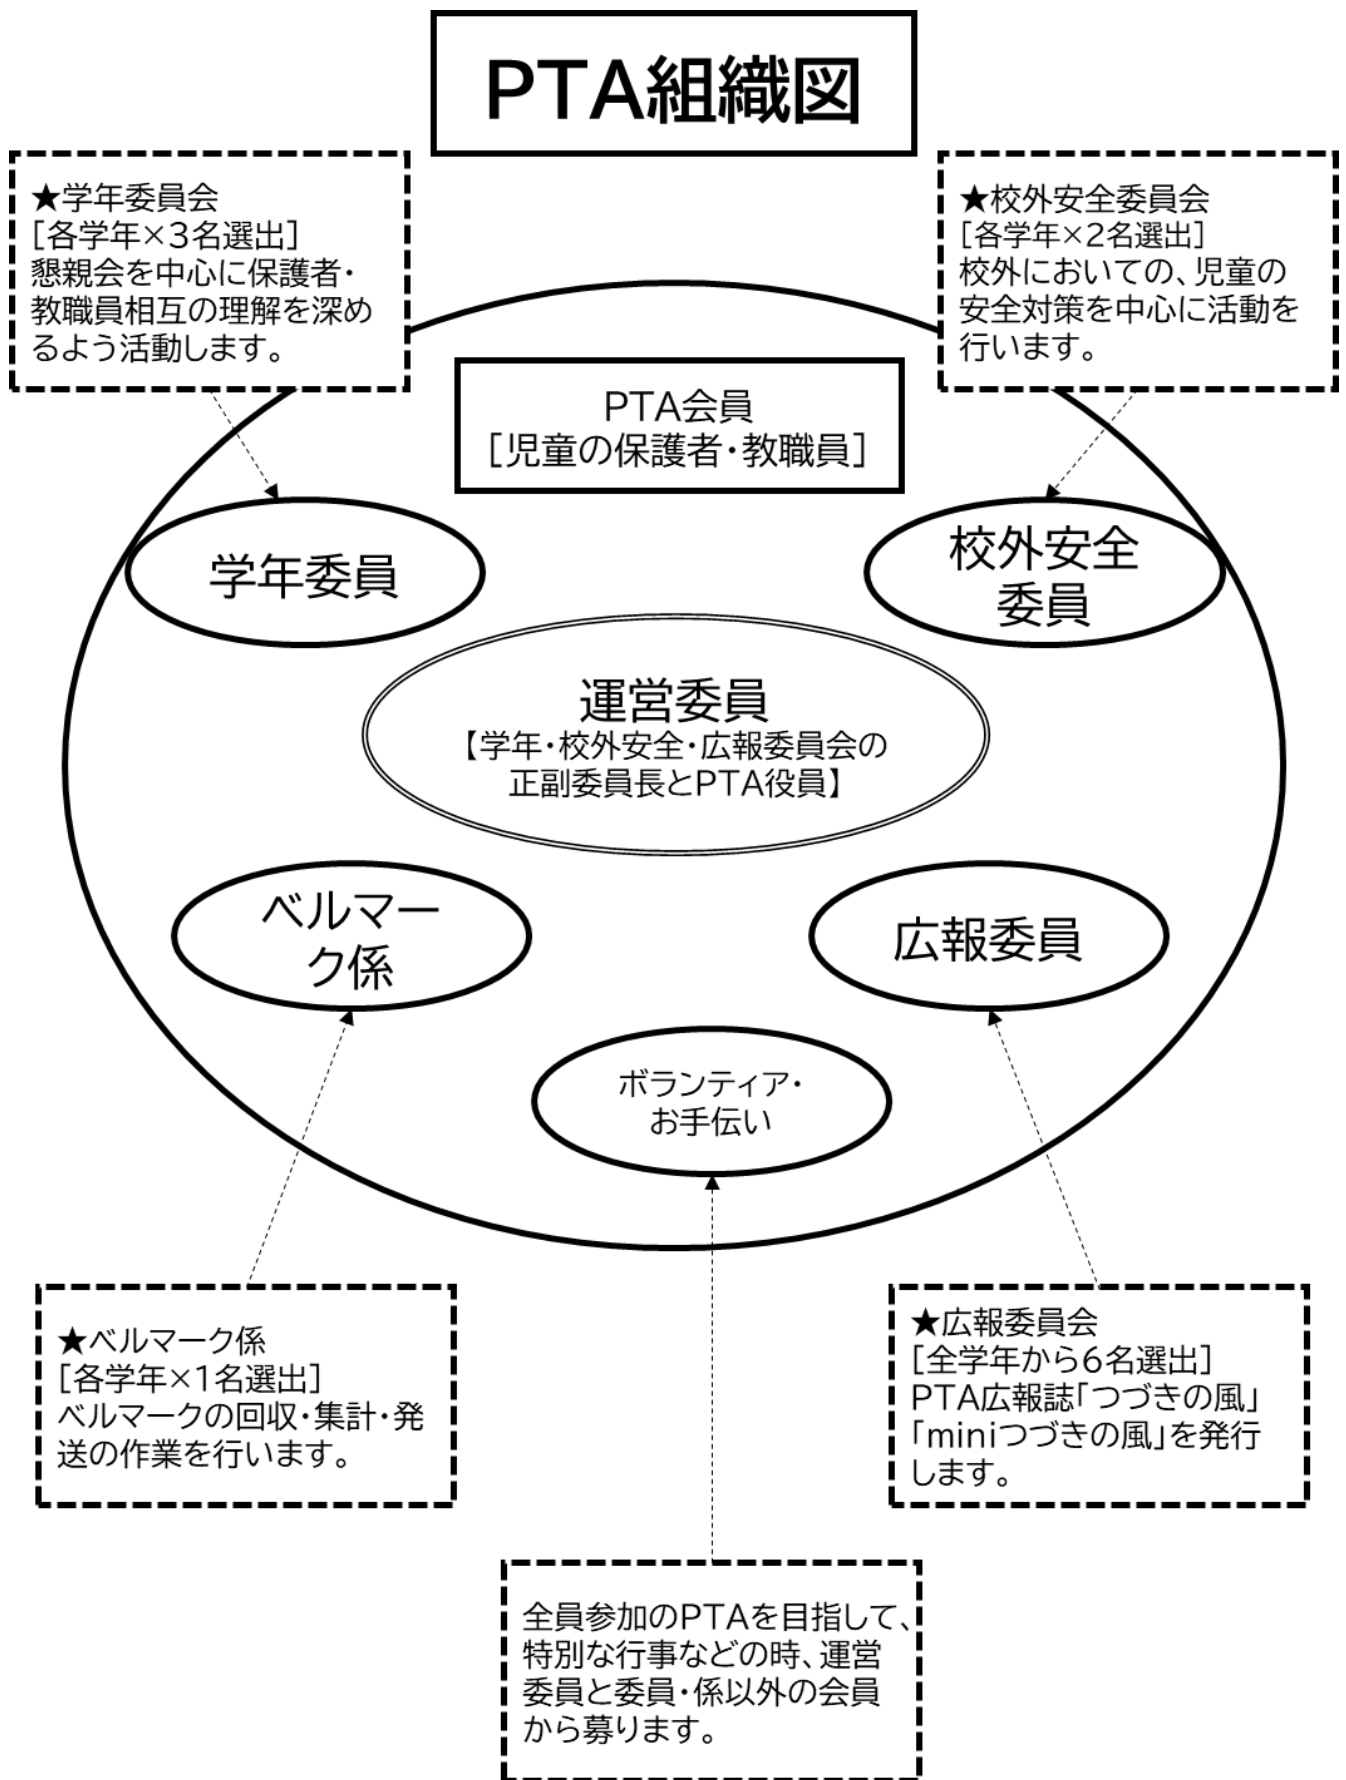 PTA組織図
★学年委員会
[各学年×3名選出]
懇親会を中心に保護者・
教職員相互の理解を深め
るよう活動します。
★校外安全委員会
[各学年×2名選出]
校外においての、児童の
安全対策を中心に活動を
行います。
PTA会員
[児童の保護者・教職員]
学年委員
校外安全
委員
運営委員
【学年・校外安全・広報委員会の
正副委員長とPTA役員】
ベルマー
ク係
広報委員
ボランティア・
お手伝い
★ベルマーク係
[各学年×1名選出]
ベルマークの回収・集計・発
送の作業を行います。
★広報委員会
[全学年から6名選出]
PTA広報誌「つづきの風」
「miniつづきの風」を発行
します。
全員参加のPTAを目指して、
特別な行事などの時、運営
委員と委員・係以外の会員
から募ります。